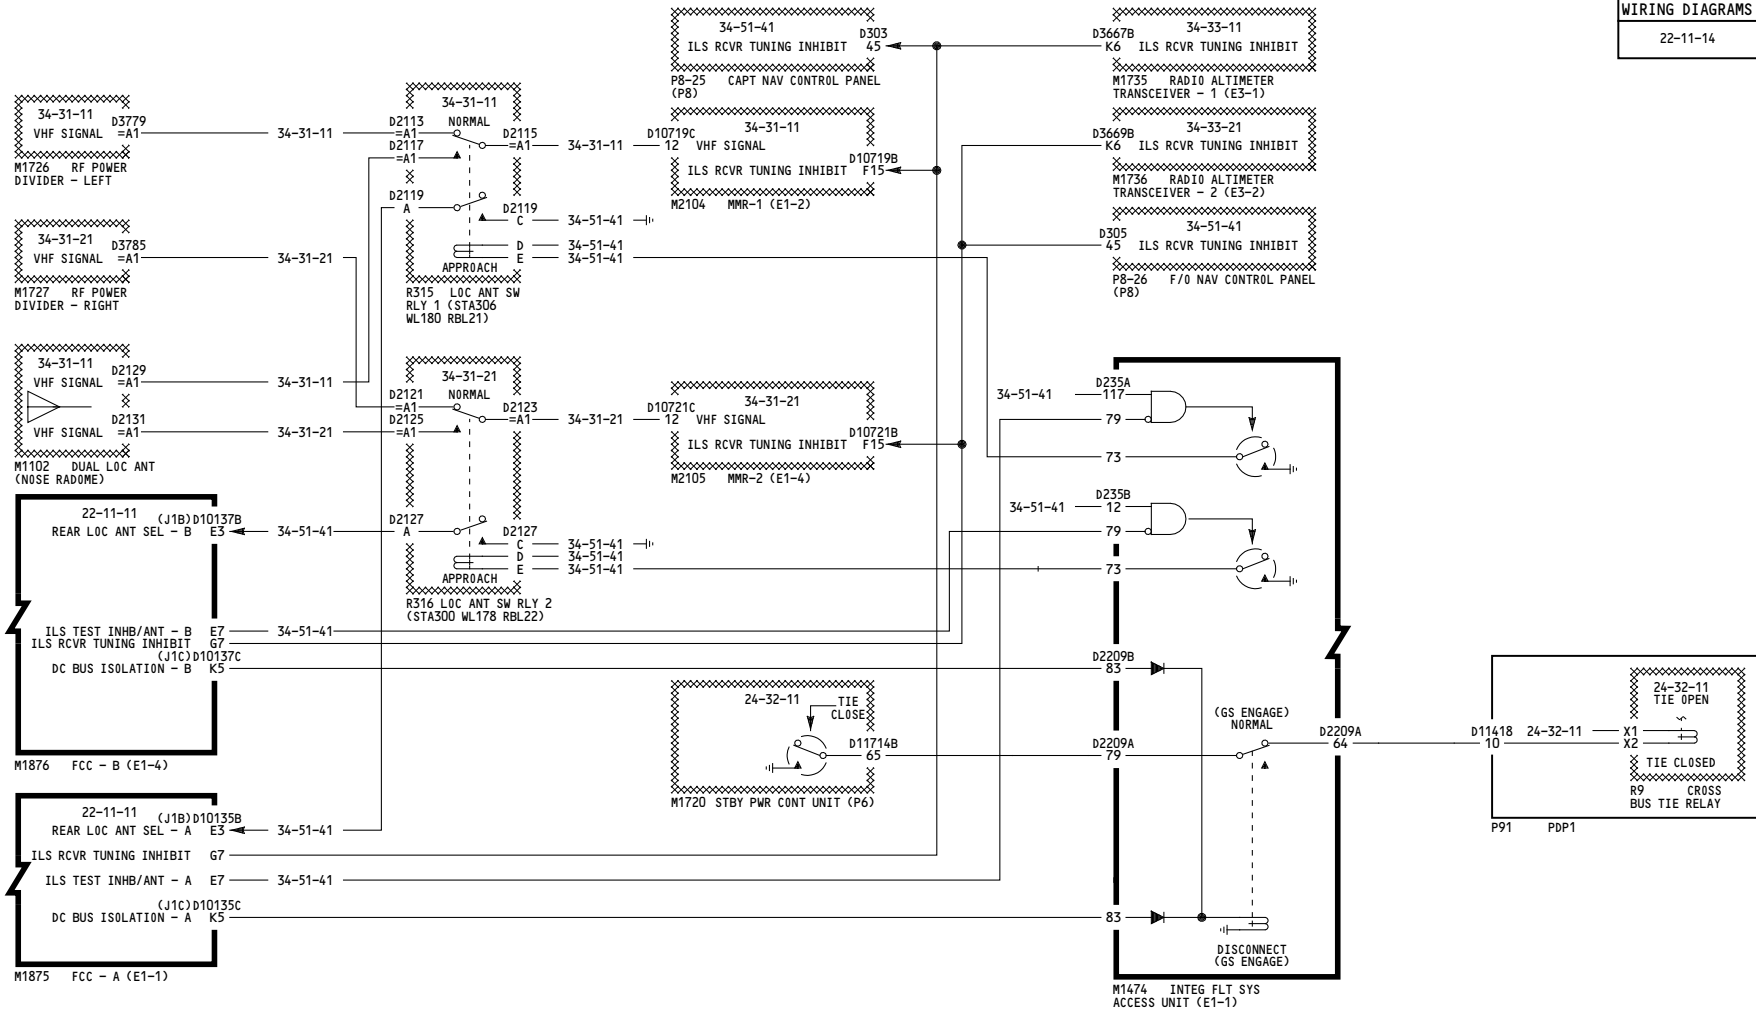 WIRING DIAGRAMS
22-11-14
34-51-41
D303
ILS RCVR TUNING INHIBIT 45
P8-25 CAPT NAV CONTROL PANEL
(P8)
D3667B 34-33-11
K6 ILS RCVR TUNING INHIBIT
M1735 RADIO ALTIMETER
TRANSCEIVER - 1 (E3-1)
34-31-11
D3779
VHF SIGNAL =A1
34-31-11
M1726 RF POWER
DIVIDER - LEFT
34-31-11
D2113 NORMAL
=A1
D2117
=A1
D2115
=A1
34-31-11
D2119
A
D2119
C 34-51-41
D 34-51-41
E 34-51-41
APPROACH
R315 LOC ANT SW
RLY 1 (STA306
WL180 RBL21)
D10719C 34-31-11
12 VHF SIGNAL
D10719B
ILS RCVR TUNING INHIBIT F15
M2104 MMR-1 (E1-2)
D3669B 34-33-21
K6 ILS RCVR TUNING INHIBIT
M1736 RADIO ALTIMETER
TRANSCEIVER - 2 (E3-2)
34-31-21
D3785
VHF SIGNAL =A1
34-31-21
M1727 RF POWER
DIVIDER - RIGHT
D305 34-51-41
45 ILS RCVR TUNING INHIBIT
P8-26 F/O NAV CONTROL PANEL
(P8)
34-31-11
D2129
VHF SIGNAL =A1
34-31-11
D2131
VHF SIGNAL =A1
34-31-21
M1102 DUAL LOC ANT
(NOSE RADOME)
34-31-21
D2121 NORMAL
=A1
D2125
=A1
D2123
=A1
34-31-21
D2127
A
D2127
C 34-51-41
D 34-51-41
E 34-51-41
APPROACH
R316 LOC ANT SW RLY 2
(STA300 WL178 RBL22)
D10721C 34-31-21
12 VHF SIGNAL
D10721B
ILS RCVR TUNING INHIBIT F15
M2105 MMR-2 (E1-4)
D235A
34-51-41 117
79
73
D235B
34-51-41 12
79
73
22-11-11
(J1B)D10137B
REAR LOC ANT SEL - B E3 34-51-41
ILS TEST INHB/ANT - B E7 34-51-41
ILS RCVR TUNING INHIBIT G7
(J1C)D10137C
DC BUS ISOLATION - B K5
M1876 FCC - B (E1-4)
D2209B
83
24-32-11 TIE
CLOSE
D11714B
65
M1720 STBY PWR CONT UNIT (P6)
D2209A
79
(GS ENGAGE)
NORMAL
D2209A
64
D11418
10
24-32-11
24-32-11
TIE OPEN
X1
X2
TIE CLOSED
R9 CROSS
BUS TIE RELAY
P91 PDP1
22-11-11
(J1B)D10135B
REAR LOC ANT SEL - A E3 34-51-41
ILS RCVR TUNING INHIBIT G7
ILS TEST INHB/ANT - A E7 34-51-41
(J1C)D10135C
DC BUS ISOLATION - A K5
M1875 FCC - A (E1-1)
83
DISCONNECT
(GS ENGAGE)
M1474 INTEG FLT SYS
ACCESS UNIT (E1-1)